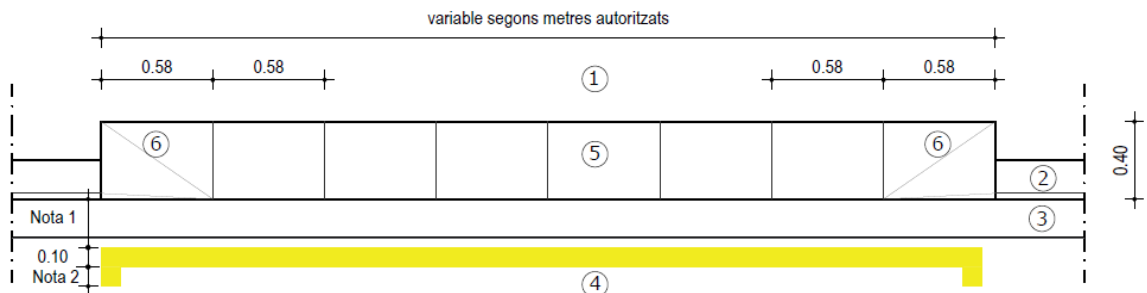 variable segons metres autoritzats
0.58 0.58 0.58 0.58
1
6 5 6
0.40
2
Nota 1 3
0.10
Nota 2 4